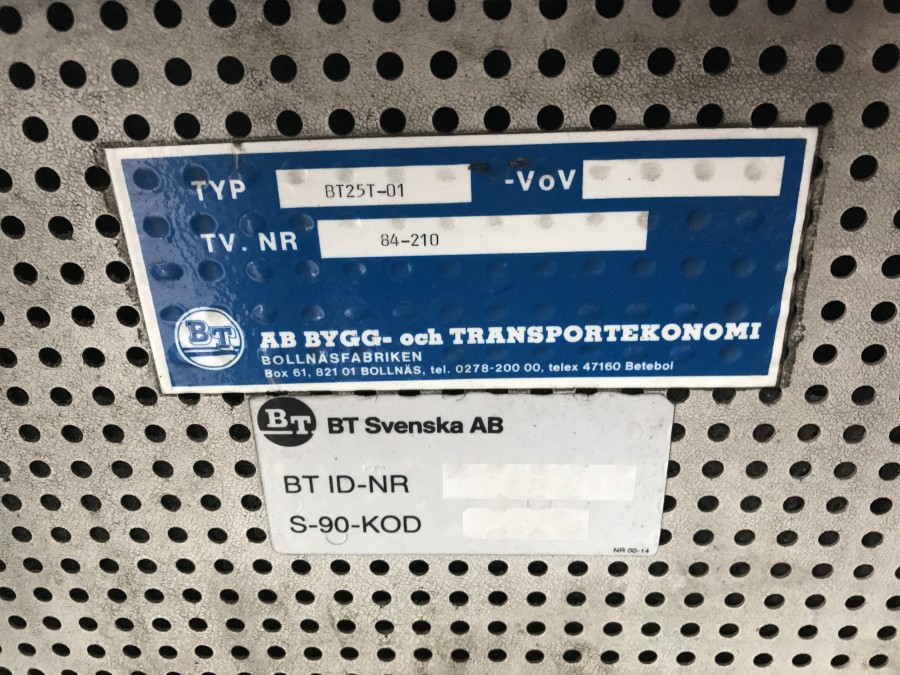 TYP BT25T-01 -VoV
TV. NR 84-210
BT AB BYGG- och TRANSPORTEKONOMI
BOLLNÄSFABRIKEN
Box 61, 821 01 BOLLNÄS, tel. 0278-200 00, telex 47160 Betebol
BT BT Svenska AB
BT ID-NR
S-90-KOD
NR 00-14